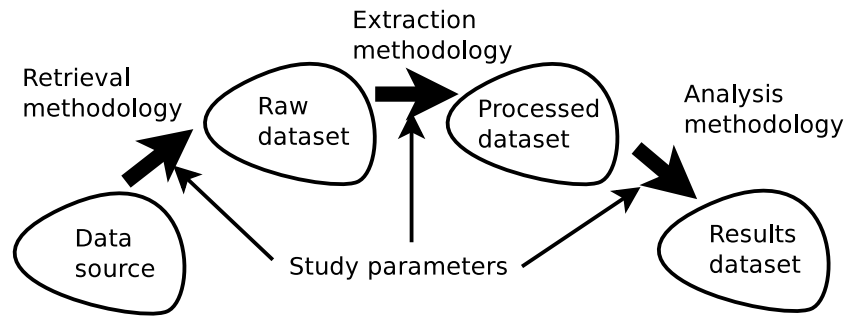 Extraction
methodology
Retrieval
methodology
Raw
dataset
Processed
dataset
Analysis
methodology
Data
source
Study parameters
Results
dataset